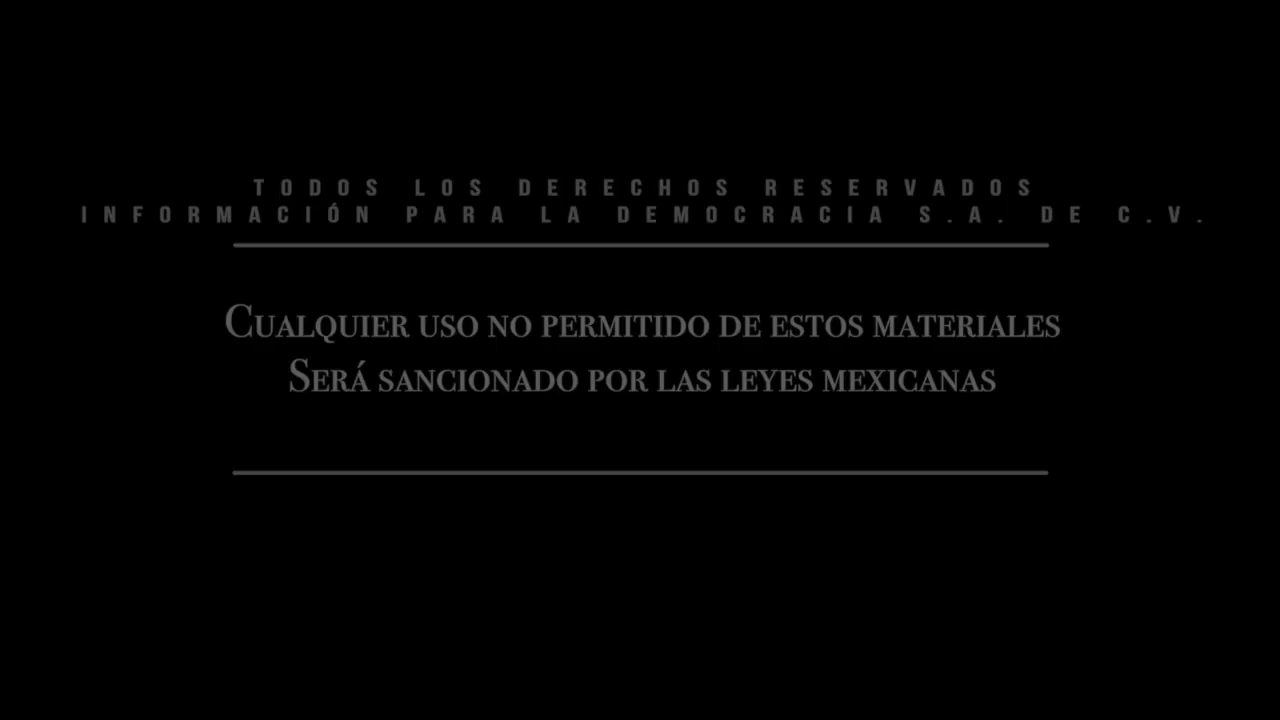 TODOS LOS DERECHOS RESERVADOS
INFORMACIÓN PARA LA DEMOCRACIA S.A. DE C.V.
Cualquier uso no permitido de estos materiales
Será sancionado por las leyes mexicanas